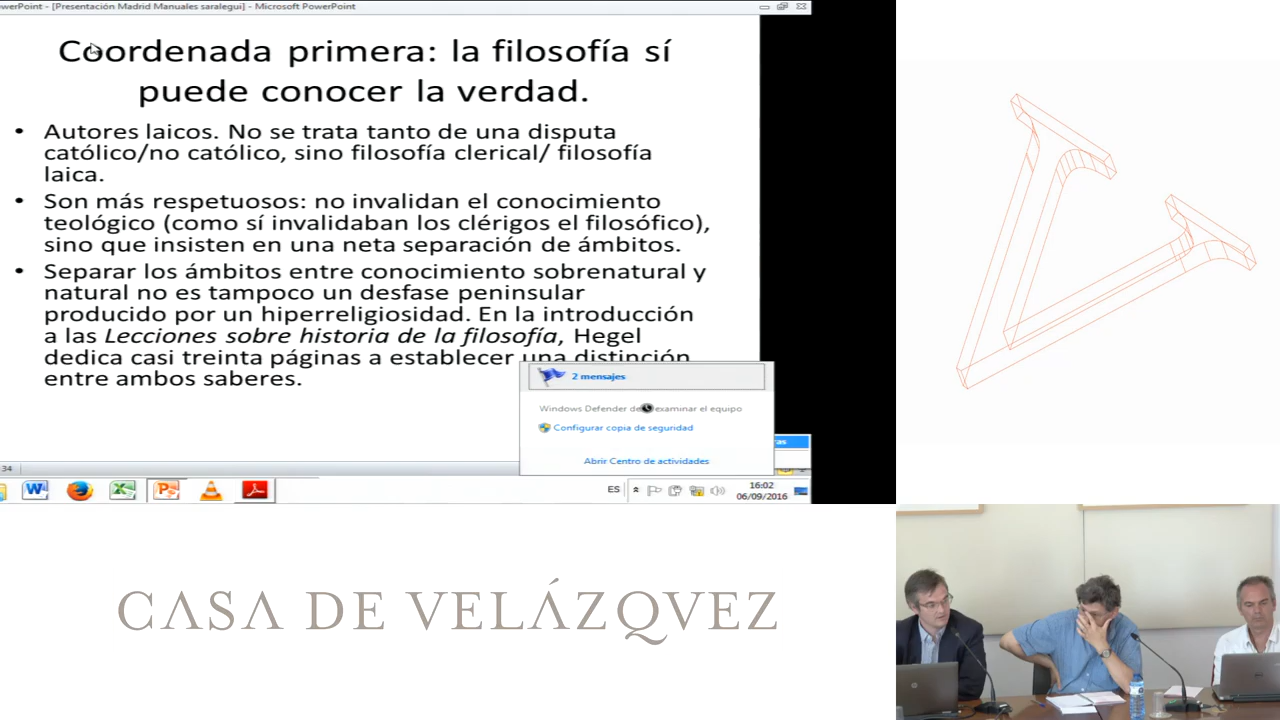 werPoint - [Presentación Madrid Manuales saralegui] - Microsoft PowerPoint
Coordenada primera: la filosofía sí
puede conocer la verdad.
• Autores laicos. No se trata tanto de una disputa
católico/no católico, sino filosofía clerical/ filosofía
laica.
• Son más respetuosos: no invalidan el conocimiento
teológico (como sí invalidaban los clérigos el filosófico),
sino que insisten en una neta separación de ámbitos.
• Separar los ámbitos entre conocimiento sobrenatural y
natural no es tampoco un desfase peninsular
producido por un hiperreligiosidad. En la introducción
a las Lecciones sobre historia de la filosofía, Hegel
dedica casi treinta páginas a establecer una distinción
entre ambos saberes.
2 mensajes
Windows Defender examinar el equipo
Configurar copia de seguridad
ras
Abrir Centro de actividades
34
ES
16:02
06/09/2016
CASA DE VELÁZQVEZ